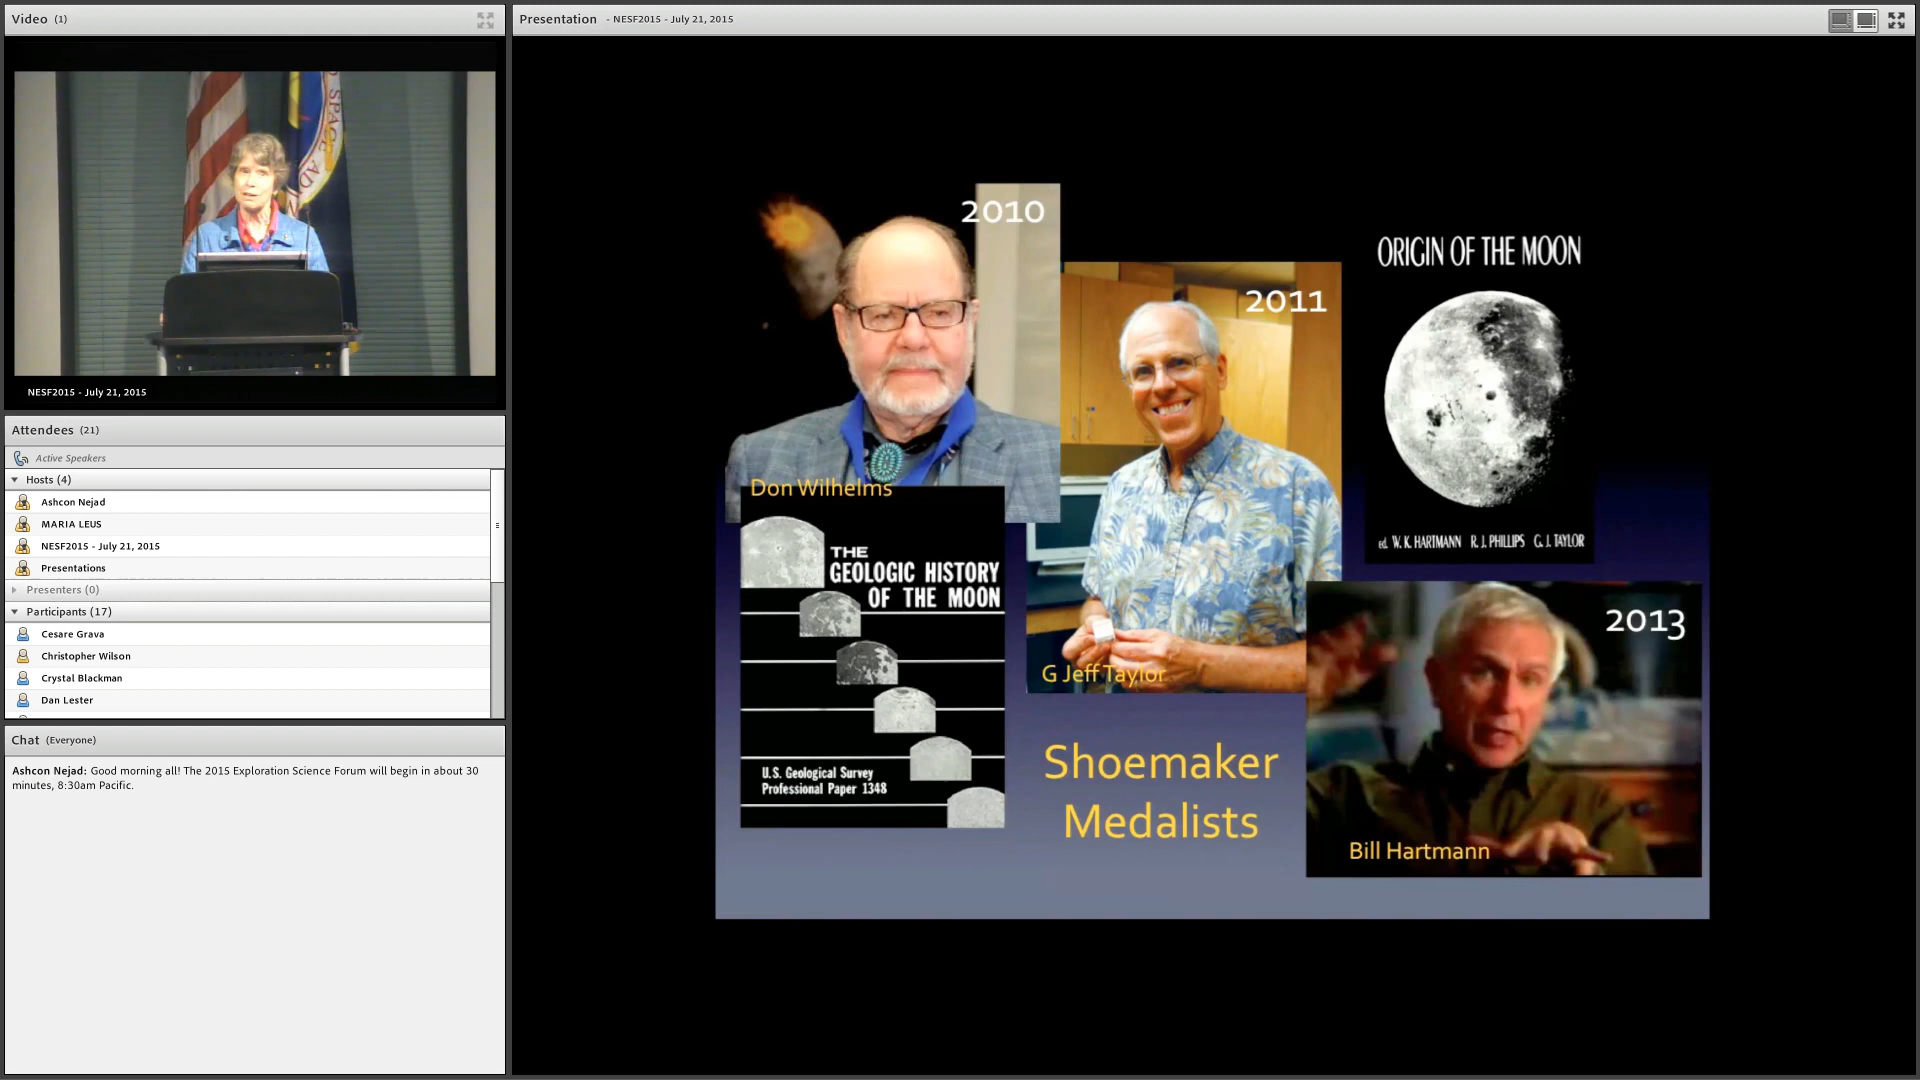 Video (1)
SPACE AD
NESF2015 - July 21, 2015
Attendees (21)
Active Speakers
Hosts (4)
Ashcon Nejad
MARIA LEUS
NESF2015 - July 21, 2015
Presentations
Presenters (0)
Participants (17)
Cesare Grava
Christopher Wilson
Crystal Blackman
Dan Lester
Chat (Everyone)
Ashcon Nejad: Good morning all! The 2015 Exploration Science Forum will begin in about 30
minutes, 8:30am Pacific.
Presentation - NESF2015 - July 21, 2015
2010
Don Wilhelms
THE
GEOLOGIC HISTORY
OF THE MOON
U.S. Geological Survey
Professional Paper 1348
2011
G Jeff Taylor
ORIGIN OF THE MOON
ed. W. K. HARTMANN R. J. PHILLIPS G. J. TAYLOR
2013
Bill Hartmann
Shoemaker
Medalists